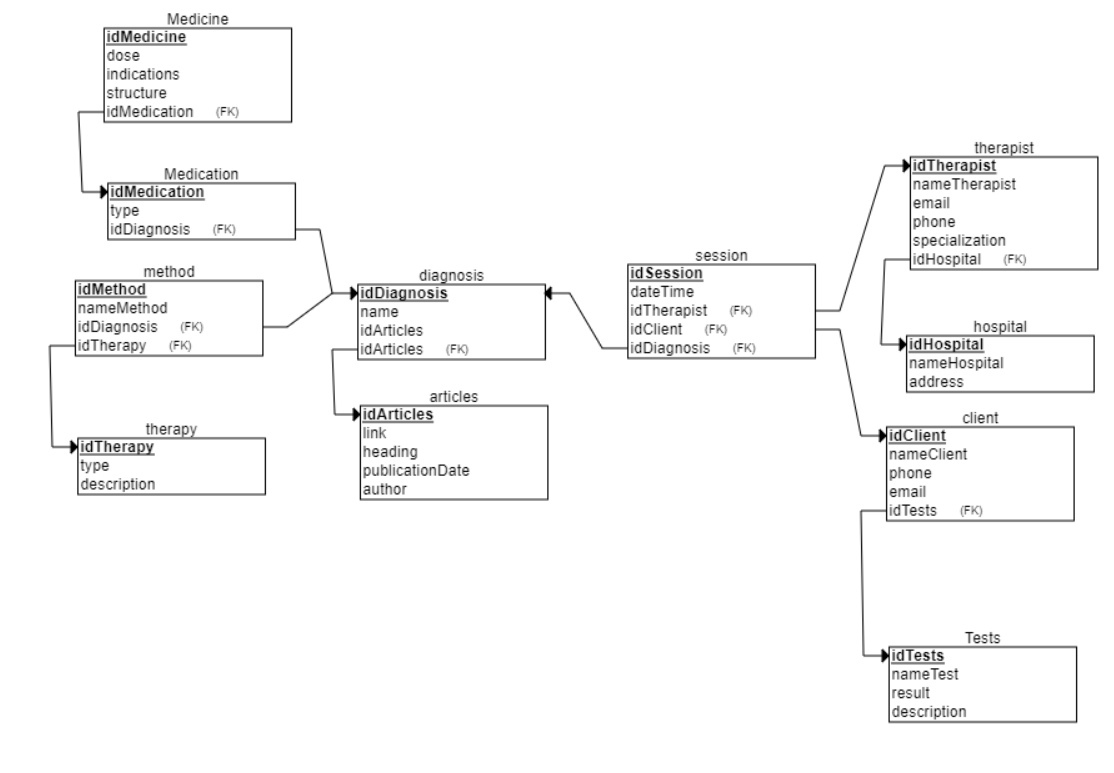 Medicine
idMedicine
dose
indications
structure
idMedication (FK)
Medication
idMedication
type
idDiagnosis (FK)
method
idMethod
nameMethod
idDiagnosis (FK)
idTherapy (FK)
therapy
idTherapy
type
description
diagnosis
idDiagnosis
name
idArticles
idArticles (FK)
articles
idArticles
link
heading
publicationDate
author
session
idSession
dateTime
idTherapist (FK)
idClient (FK)
idDiagnosis (FK)
therapist
idTherapist
nameTherapist
email
phone
specialization
idHospital (FK)
hospital
idHospital
nameHospital
address
client
idClient
nameClient
phone
email
idTests (FK)
Tests
idTests
nameTest
result
description